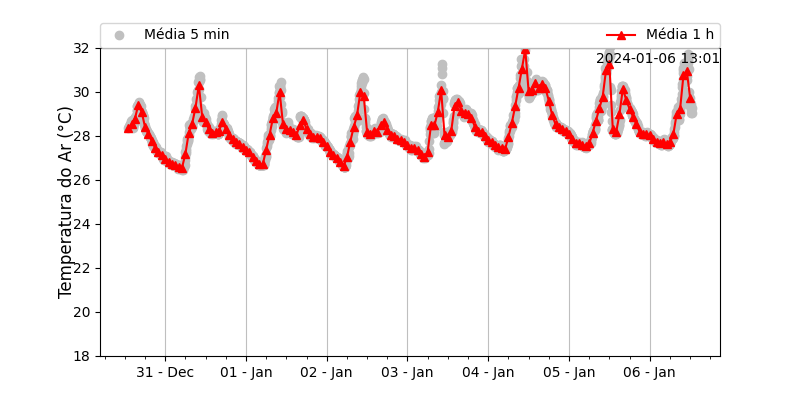 Média 5 min
Média 1 h
2024-01-06 13:01
Temperatura do Ar (°C)
32
30
28
26
24
22
20
18
31 - Dec
01 - Jan
02 - Jan
03 - Jan
04 - Jan
05 - Jan
06 - Jan